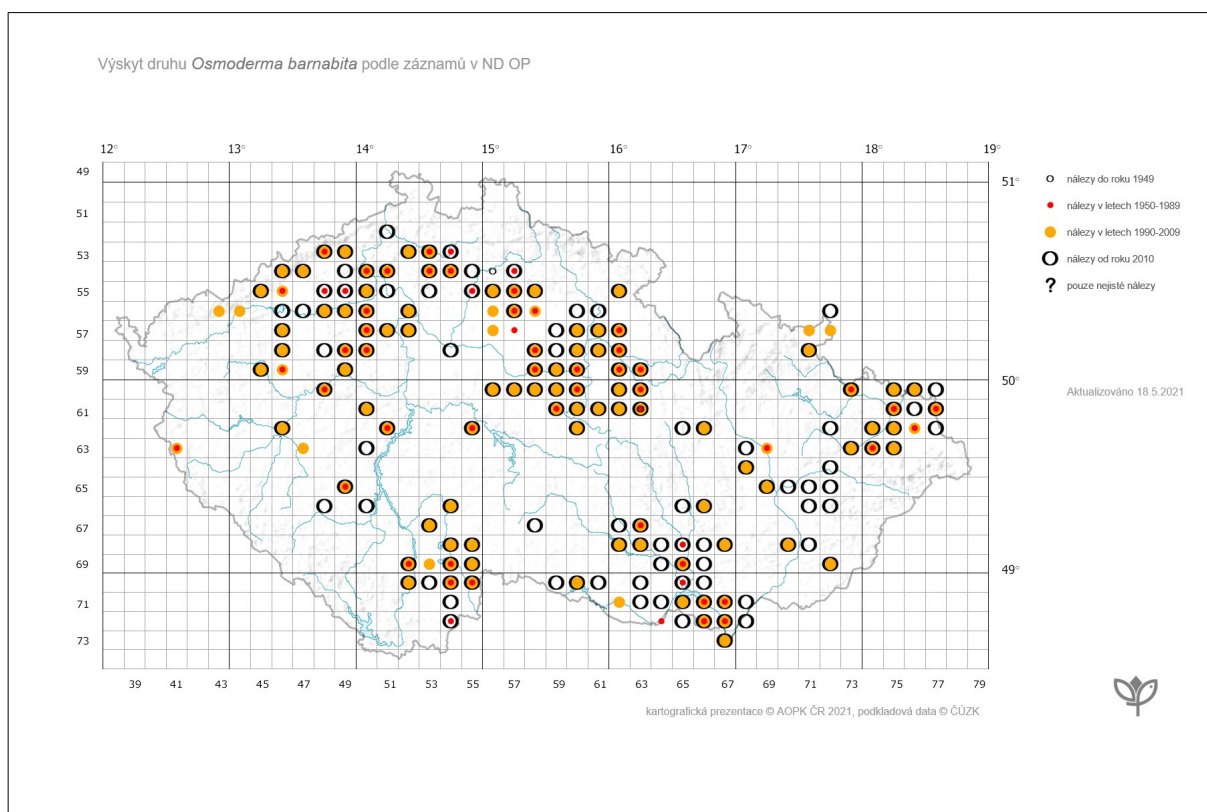 Výskyt druhu Osmoderma barnabita podle záznamů v ND OP
12° 13° 14° 15° 16° 17° 18° 19°
49
51
53
55
57
59
61
63
65
67
69
71
73
51°
50°
49°
nálezy do roku 1949
nálezy v letech 1950-1989
nálezy v letech 1990-2009
nálezy od roku 2010
? pouze nejisté nálezy
Aktualizováno 18.5.2021
39 41 43 45 47 49 51 53 55 57 59 61 63 65 67 69 71 73 75 77 79
kartografická prezentace © AOPK ČR 2021, podkladová data © ČÚZK